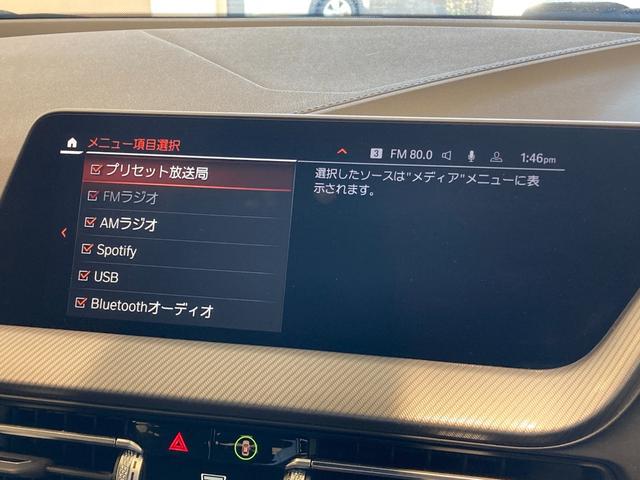 メニュー項目選択
3 FM 80.0 1:46pm
プリセット放送局
FMラジオ
AMラジオ
Spotify
USB
Bluetoothオーディオ
選択したソースは"メディア"メニューに表
示されます。